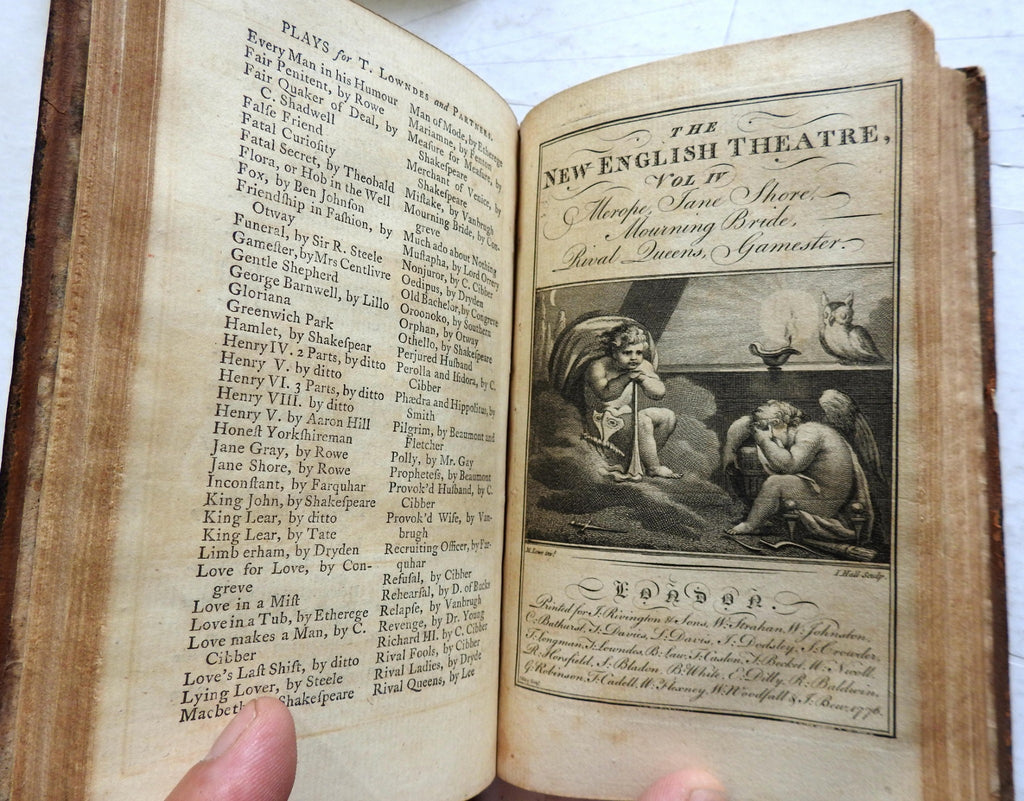 PLAYS for T. LOWNDES and PARTNERS.
Every Man in his Humour
Fair Penitent, by Rowe
Fair Quaker of Deal, by
C. Shadwell
Falſe Friend
Fatal Curioſity
Fatal Secret, by Theobald
Flora, or Hob in the Well
Fox, by Ben Johnſon
Friendſhip in Faſhion, by
Otway
Funeral, by Sir R. Steele
Gameſter, by Mrs Centlivre
Gentle Shepherd
George Barnwell, by Lillo
Gloriana
Greenwich Park
Hamlet, by Shakeſpear
Henry IV. 2 Parts, by ditto
Henry V. by ditto
Henry VI. 3 Parts, by ditto
Henry VIII. by ditto
Henry V. by Aaron Hill
Honeſt Yorkſhireman
Jane Gray, by Rowe
Jane Shore, by Rowe
Inconſtant, by Farquhar
King John, by Shakeſpeare
King Lear, by ditto
King Lear, by Tate
Limb erham, by Dryden
Love for Love, by Con-
greve
Love in a Miſt
Love in a Tub, by Etherege
Love makes a Man, by C.
Cibber
Love's Laſt Shift, by ditto
Lying Lover, by Steele
Macbeth Shakeſpeare
Man of Mode, by Etherege
Mariamne, by Fenton
Meaſure for Meaſure, by
Shakeſpeare
Merchant of Venice, by
Shakeſpeare
Miſtake, by Vanbrugh
Mourning Bride, by Con-
greve
Much ado about Nothing
Muſtapha, by Lord Orrery
Nonjuror, by C. Cibber
Oedipus, by Dryden
Old Bachelor, by Congreve
Oroonoko, by Southern
Orphan, by Otway
Othello, by Shakeſpeare
Perjured Huſband
Perolla and Iſidora, by C.
Cibber
Phædra and Hippolitus, by
Smith
Pilgrim, by Beaumont and
Fletcher
Polly, by Mr. Gay
Propheteſs, by Beaumont
Provok'd Huſband, by C.
Cibber
Provok'd Wife, by Van-
brugh
Recruiting Officer, by Far-
quhar
Refuſal, by Cibber
Rehearſal, by D. of Bucks
Relapſe, by Vanbrugh
Revenge, by Dr. Young
Richard III. by C. Cibber
Rival Fools, by Cibber
Rival Ladies, by Dryde
Rival Queens, by Lee
THE
NEW ENGLISH THEATRE,
VOL IV
Merope, Jane Shore,
Mourning Bride,
Rival Queens, Gamester.
I. Hall Sculp.
LONDON.
Printed for J. Rivington & Sons, W. Strahan, W. Johnston,
C. Bathurst, T. Davies, L. Davis, J. Dodsley, S. Crowder,
T. Longman, T. Lowndes, B. Law, T. Caslon, T. Becket, W. Nicoll,
R. Horsfield, S. Bladon, B. White, E. Dilly, R. Baldwin,
G. Robinson, T. Cadell, W. Flexney, W. Woodfall & J. Bew. 1776.